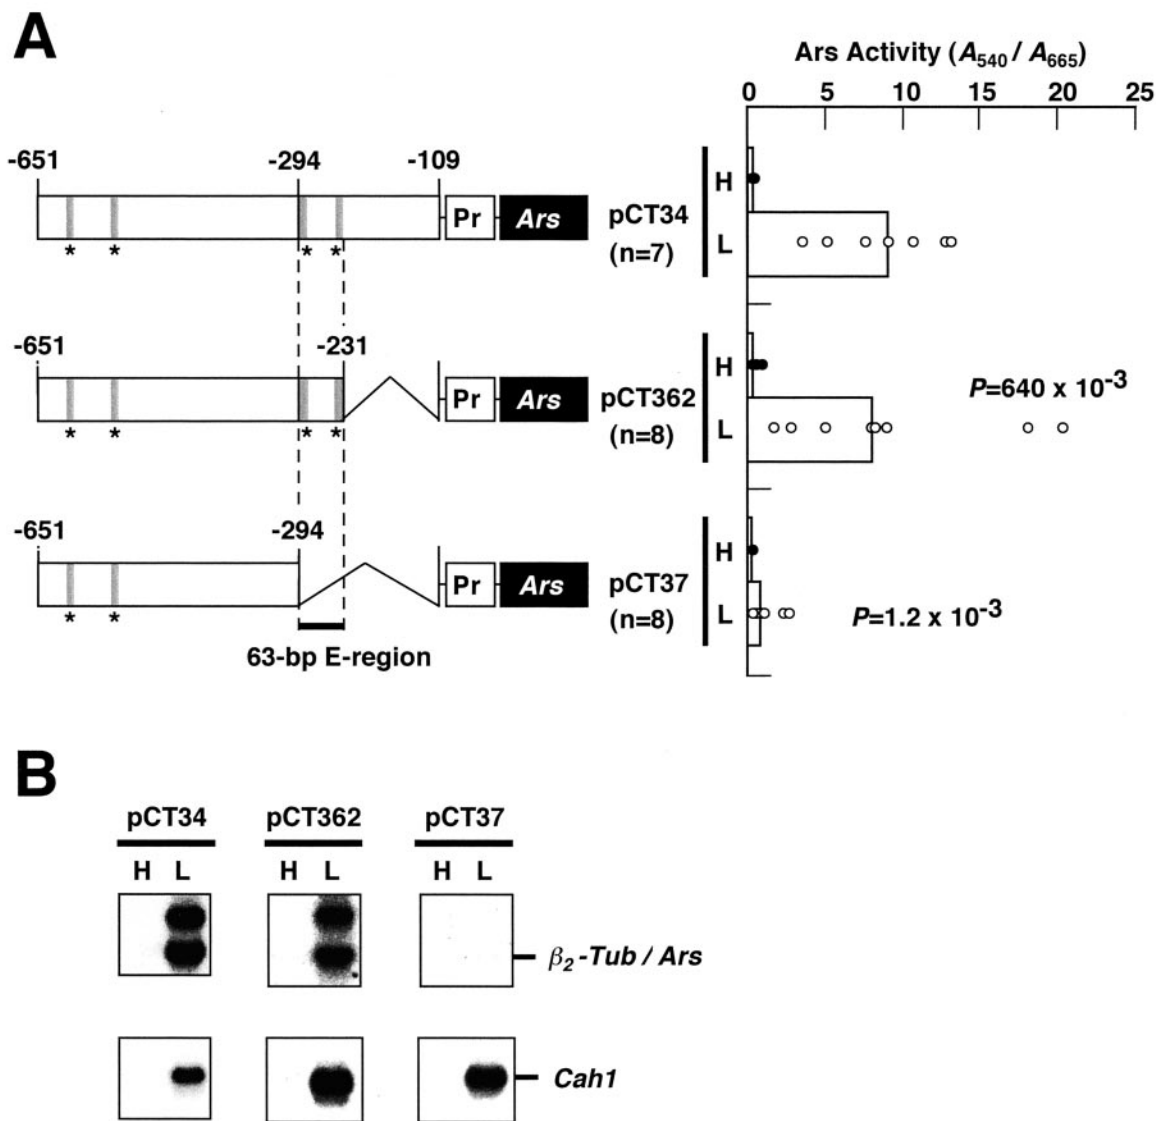 A
Ars Activity (A540 / A665)
0 5 10 15 20 25
-651 -294 -109
* * * * Pr Ars
pCT34
(n=7)
H
L
-651 -231
* * * * Pr Ars
pCT362
(n=8)
H
L
P=640 x 10-3
-651 -294
* * Pr Ars
pCT37
(n=8)
H
L
P=1.2 x 10-3
63-bp E-region
B
pCT34 pCT362 pCT37
H L H L H L
β2-Tub / Ars
Cah1